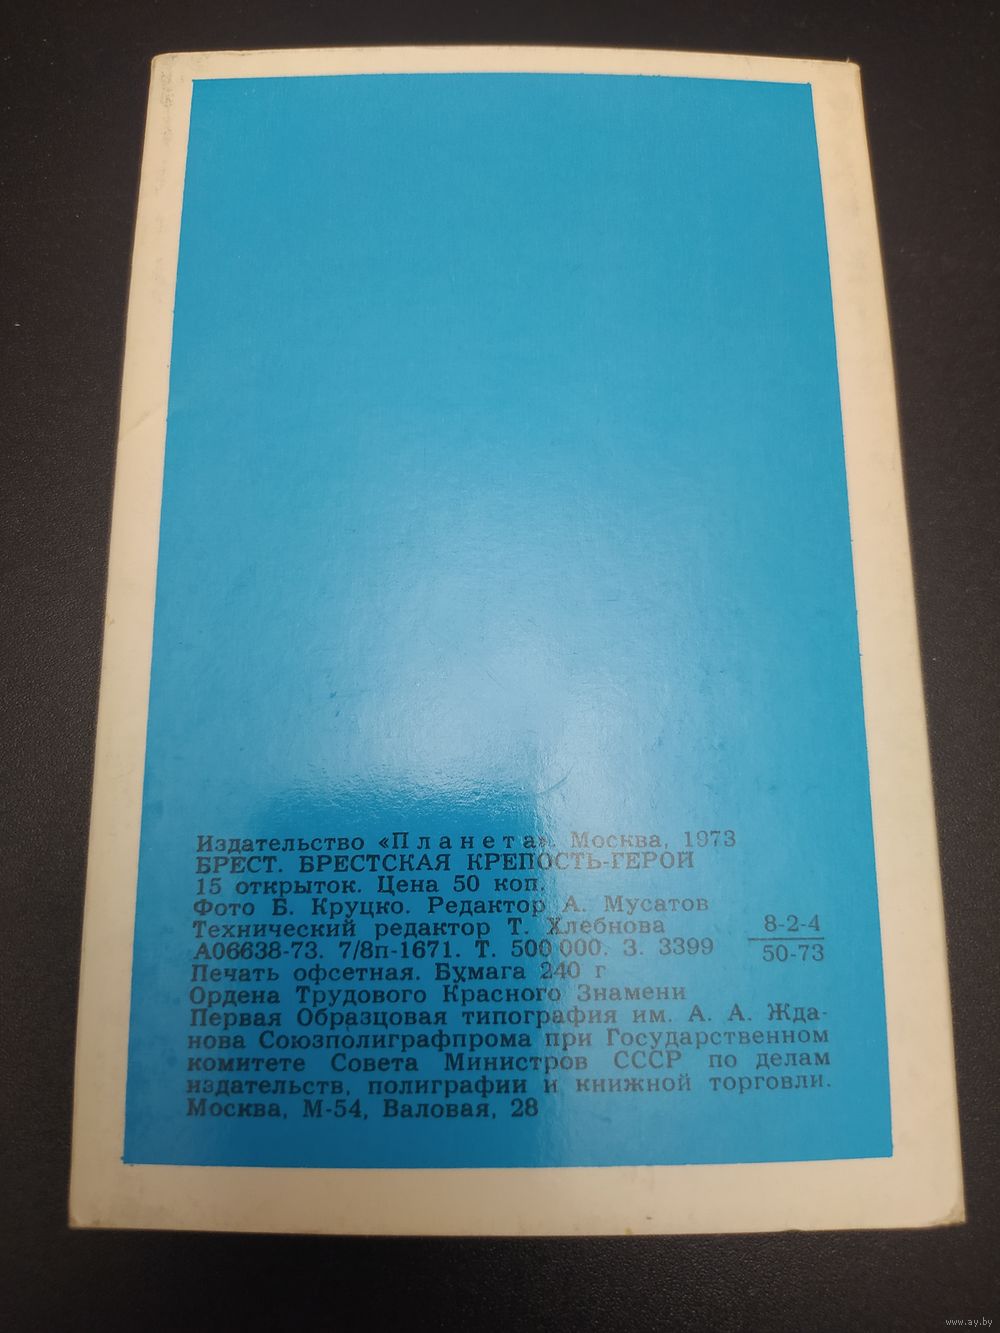 Издательство «Планета». Москва, 1973
БРЕСТ. БРЕСТСКАЯ КРЕПОСТЬ-ГЕРОЙ
15 открыток. Цена 50 коп.
Фото Б. Круцко. Редактор А. Мусатов
Технический редактор Т. Хлебнова
А06638-73. 7/8п-1671. Т. 500 000. З. 3399
8-2-4
50-73
Печать офсетная. Бумага 240 г
Ордена Трудового Красного Знамени
Первая Образцовая типография им. А. А. Жда-
нова Союзполиграфпрома при Государственном
комитете Совета Министров СССР по делам
издательств, полиграфии и книжной торговли.
Москва, М-54, Валовая, 28
www.ay.by